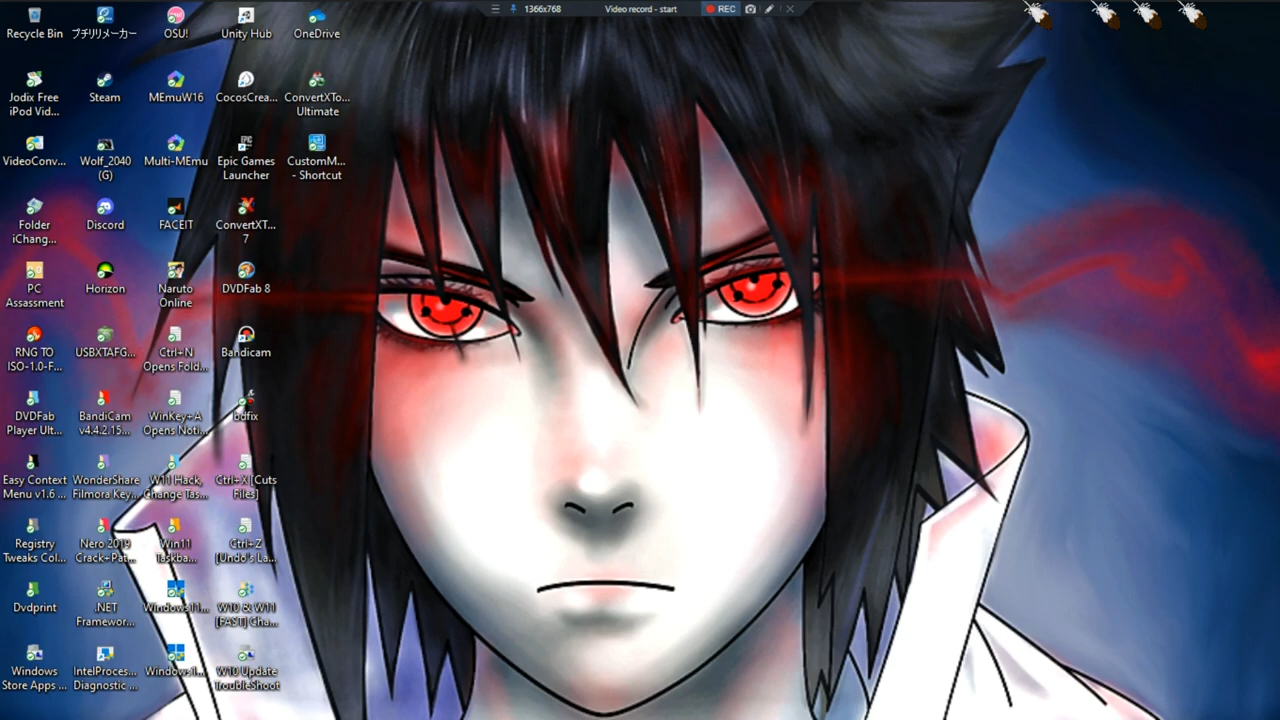 1366x768
Video record - start
REC
Recycle Bin
プチリリメーカー
OSU!
Unity Hub
OneDrive
Jodix Free
iPod Vid...
Steam
MEmuW16
CocosCrea...
ConvertXTo...
Ultimate
VideoConv...
Wolf_2040
(G)
Multi-MEmu
Epic Games
Launcher
CustomM...
- Shortcut
Folder
iChang...
Discord
FACEIT
ConvertXT...
7
PC
Assassment
Horizon
Naruto
Online
DVDFab 8
RNG TO
ISO-1.0-F...
USBXTAFG...
Ctrl+N
Opens Fold...
Bandicam
DVDFab
Player Ult...
BandiCam
v4.4.2.15...
WinKey+A
Opens Noti...
bdfix
Easy Context
Menu v1.6 ...
WonderShare
Filmora Key...
W11 Hack,
Change Tas...
Ctrl+X [Cuts
Files]
Registry
Tweaks Col...
Nero 2019
Crack+Pat...
Win11
Taskba...
Ctrl+Z
[Undo's La...
Dvdprint
.NET
Framewor...
Windows11...
W10 & W11
[FAST] Cha...
Windows
Store Apps ...
IntelProces...
Diagnostic ...
W10 Update
TroubleShoot